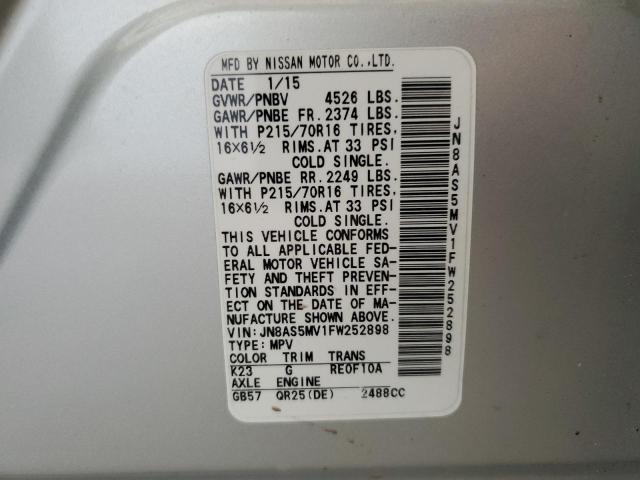 MFD BY NISSAN MOTOR CO.,LTD.
DATE 1/15
GVWR/PNBV 4526 LBS.
GAWR/PNBE FR. 2374 LBS.
WITH P215/70R16 TIRES,
16X6½ RIMS.AT 33 PSI
COLD SINGLE.
GAWR/PNBE RR. 2249 LBS.
WITH P215/70R16 TIRES,
16X6½ RIMS.AT 33 PSI
COLD SINGLE.
THIS VEHICLE CONFORMS
TO ALL APPLICABLE FED-
ERAL MOTOR VEHICLE SA-
FETY AND THEFT PREVEN-
TION STANDARDS IN EFF-
ECT ON THE DATE OF MA-
NUFACTURE SHOWN ABOVE.
VIN:JN8AS5MV1FW252898
TYPE:MPV
COLOR TRIM TRANS
K23 G RE0F10A
AXLE ENGINE
GB57 QR25(DE) 2488CC
JN8AS5MV1FW252898